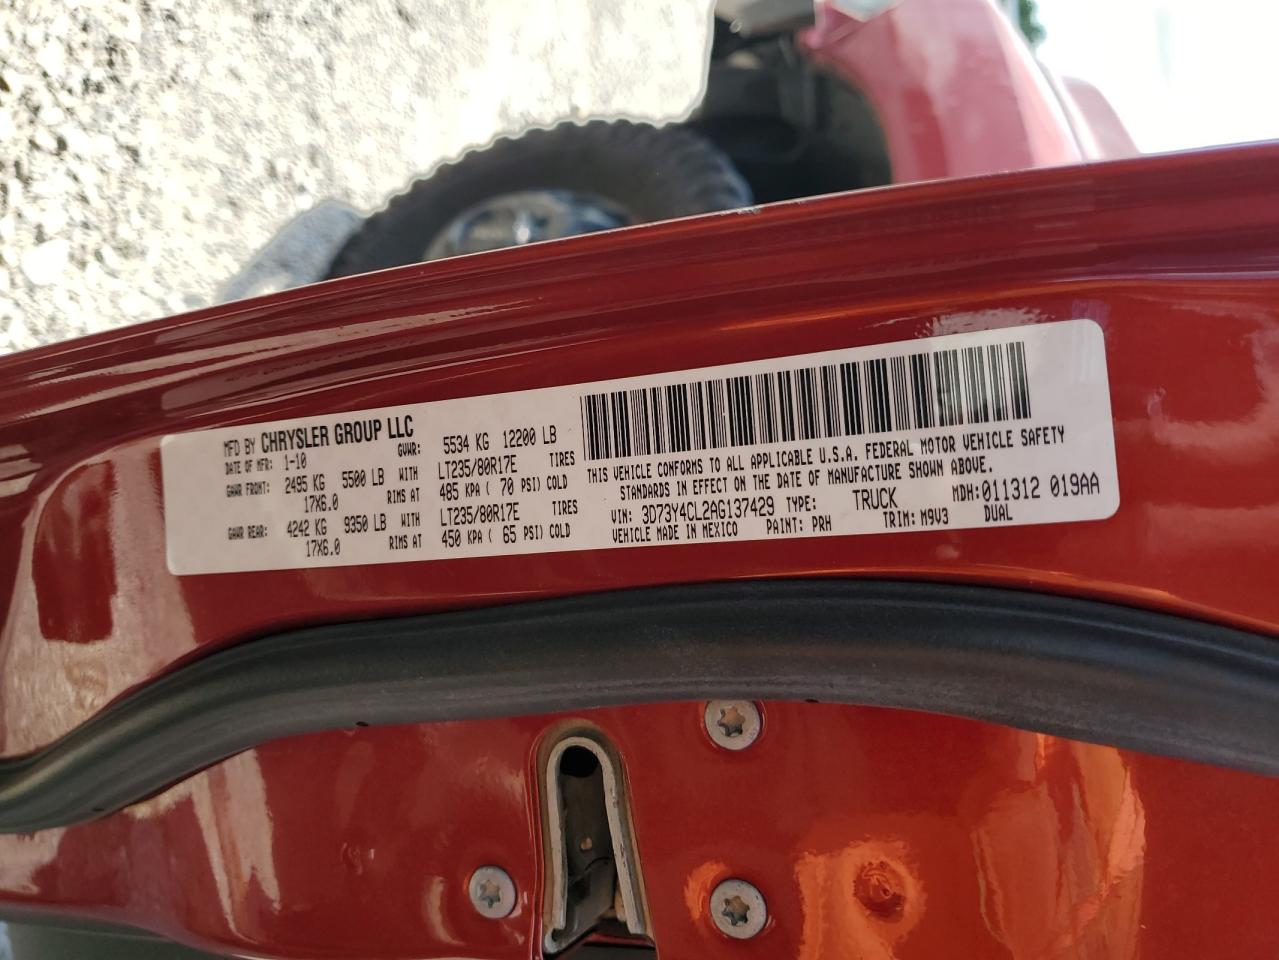 MFD BY CHRYSLER GROUP LLC
DATE OF MFR: 1-10 GVWR: 5534 KG 12200 LB
GAWR FRONT: 2495 KG 5500 LB WITH LT235/80R17E TIRES
17X6.0 RIMS AT 485 KPA ( 70 PSI) COLD
GAWR REAR: 4242 KG 9350 LB WITH LT235/80R17E TIRES
17X6.0 RIMS AT 450 KPA ( 65 PSI) COLD
THIS VEHICLE CONFORMS TO ALL APPLICABLE U.S.A. FEDERAL MOTOR VEHICLE SAFETY
STANDARDS IN EFFECT ON THE DATE OF MANUFACTURE SHOWN ABOVE.
VIN: 3D73Y4CL2AG137429 TYPE: TRUCK MDH:011312 019AA
VEHICLE MADE IN MEXICO PAINT: PRH TRIM: M9V3 DUAL